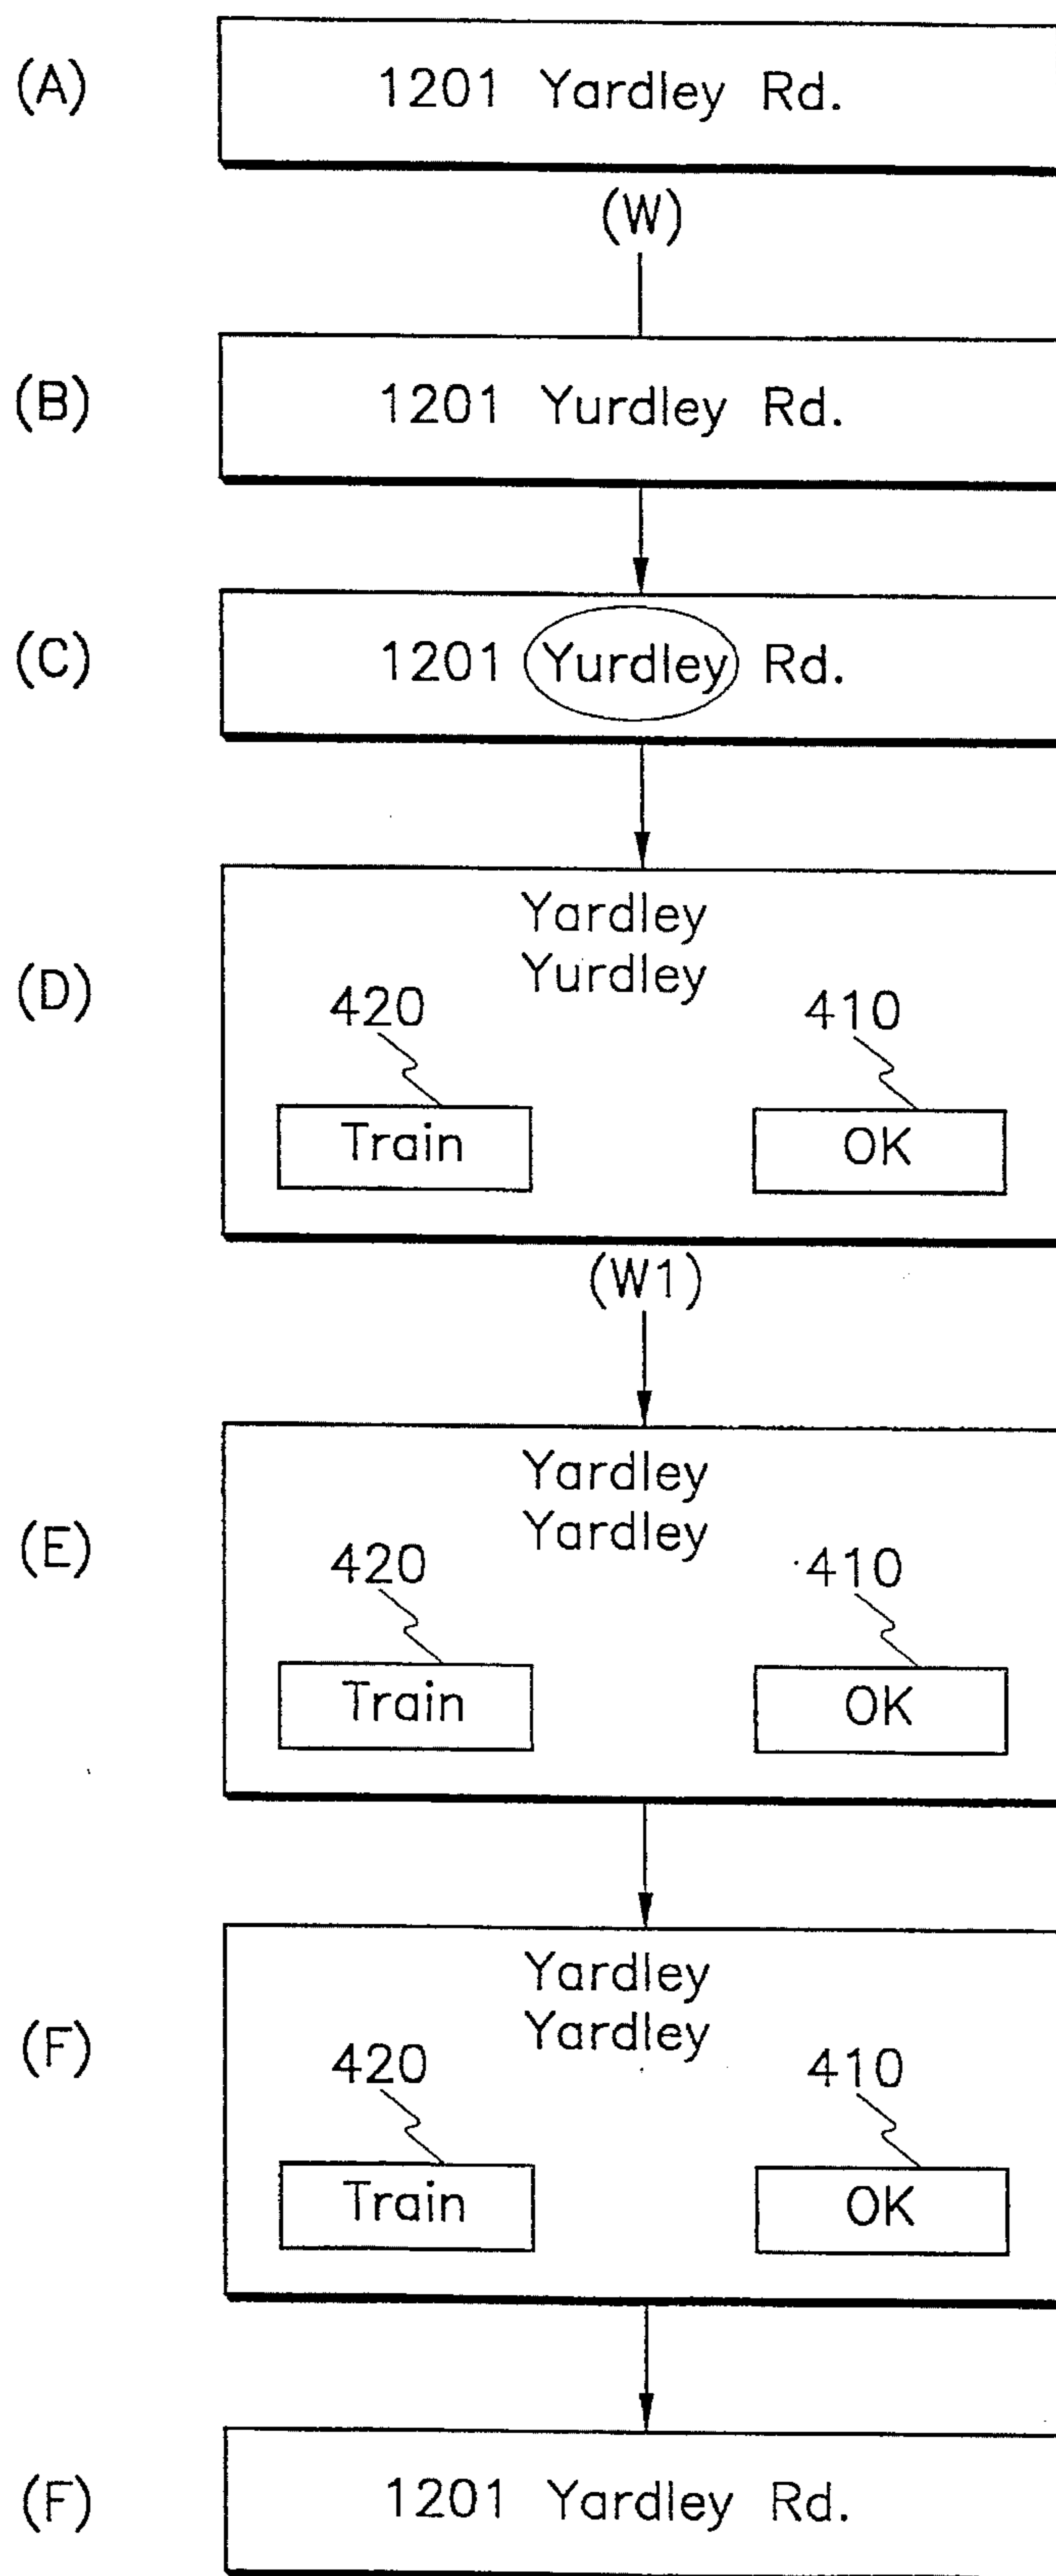 (A) 1201 Yardley Rd.
(W)
(B) 1201 Yurdley Rd.
(C) 1201 Yurdley Rd.
Yardley
(D) Yurdley
420 410
Train OK
(W1)
Yardley
(E) Yardley
420 410
Train OK
Yardley
(F) Yardley
420 410
Train OK
(F) 1201 Yardley Rd.